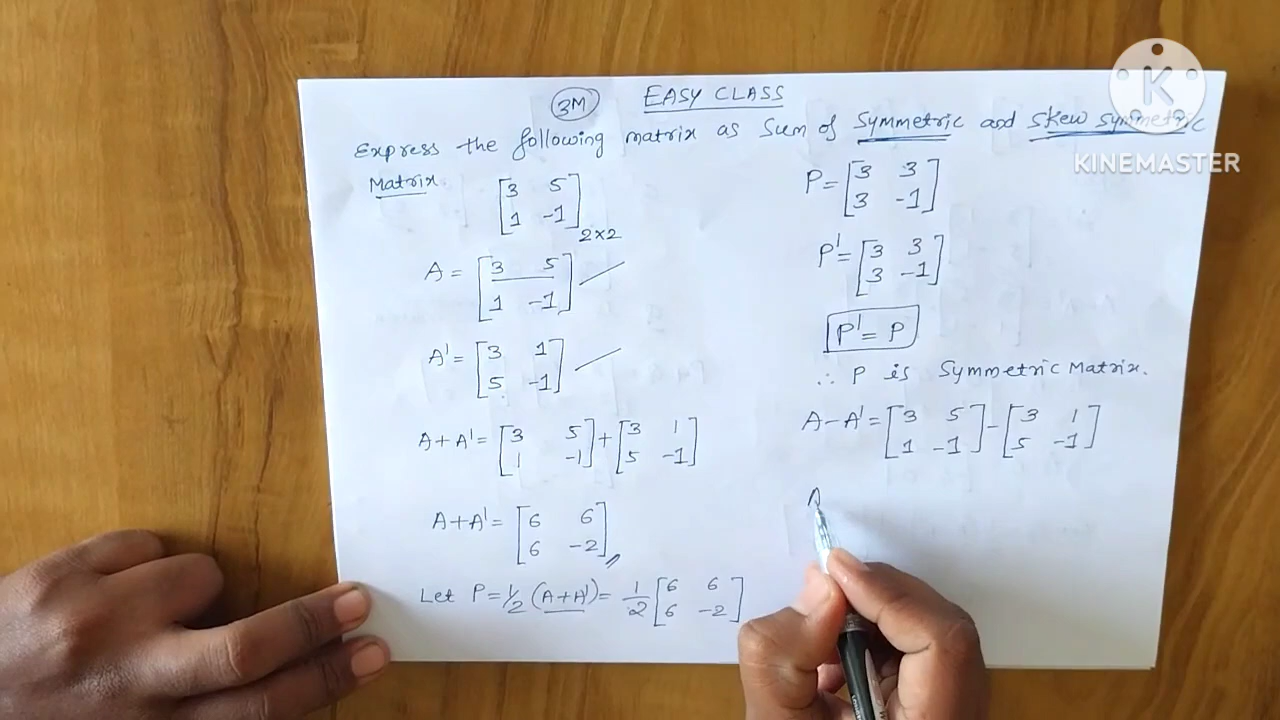 3M EASY CLASS
Express the following matrix as sum of Symmetric and Skew Symmetric
Matrix. [3 5
1 -1] 2×2
A = [3 5
1 -1]
A' = [3 1
5 -1]
A+A' = [3 5
1 -1] + [3 1
5 -1]
A+A' = [6 6
6 -2]
Let P = 1/2 (A+A') = 1/2 [6 6
6 -2]
P = [3 3
3 -1]
P' = [3 3
3 -1]
P' = P
∴ P is Symmetric Matrix.
A-A' = [3 5
1 -1] - [3 1
5 -1]
A
K
KINEMASTER